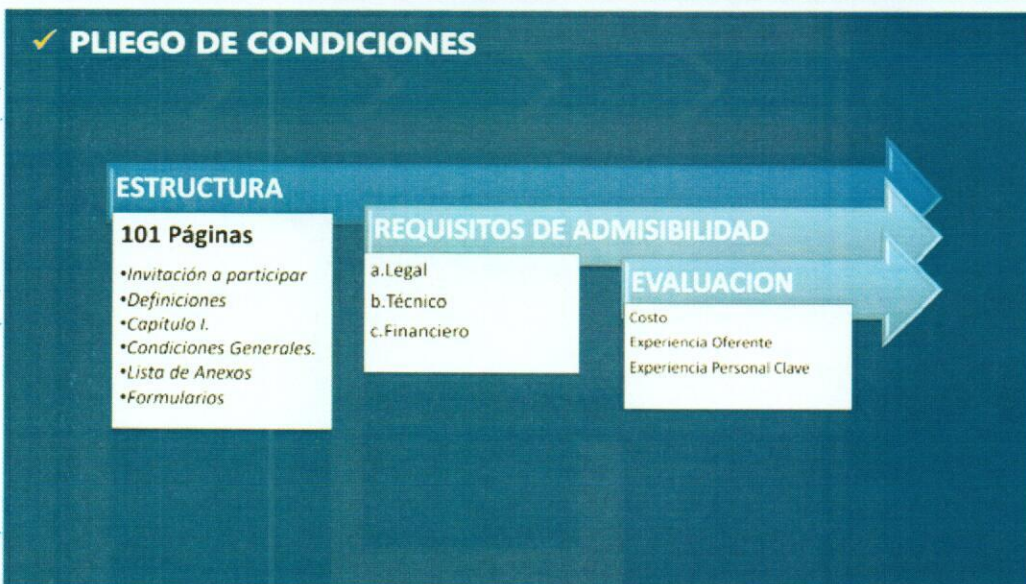 ✓ PLIEGO DE CONDICIONES
ESTRUCTURA
101 Páginas
•Invitación a participar
•Definiciones
•Capitulo I.
•Condiciones Generales.
•Lista de Anexos
•Formularios
REQUISITOS DE ADMISIBILIDAD
a.Legal
b.Técnico
c.Financiero
EVALUACION
Costo
Experiencia Oferente
Experiencia Personal Clave